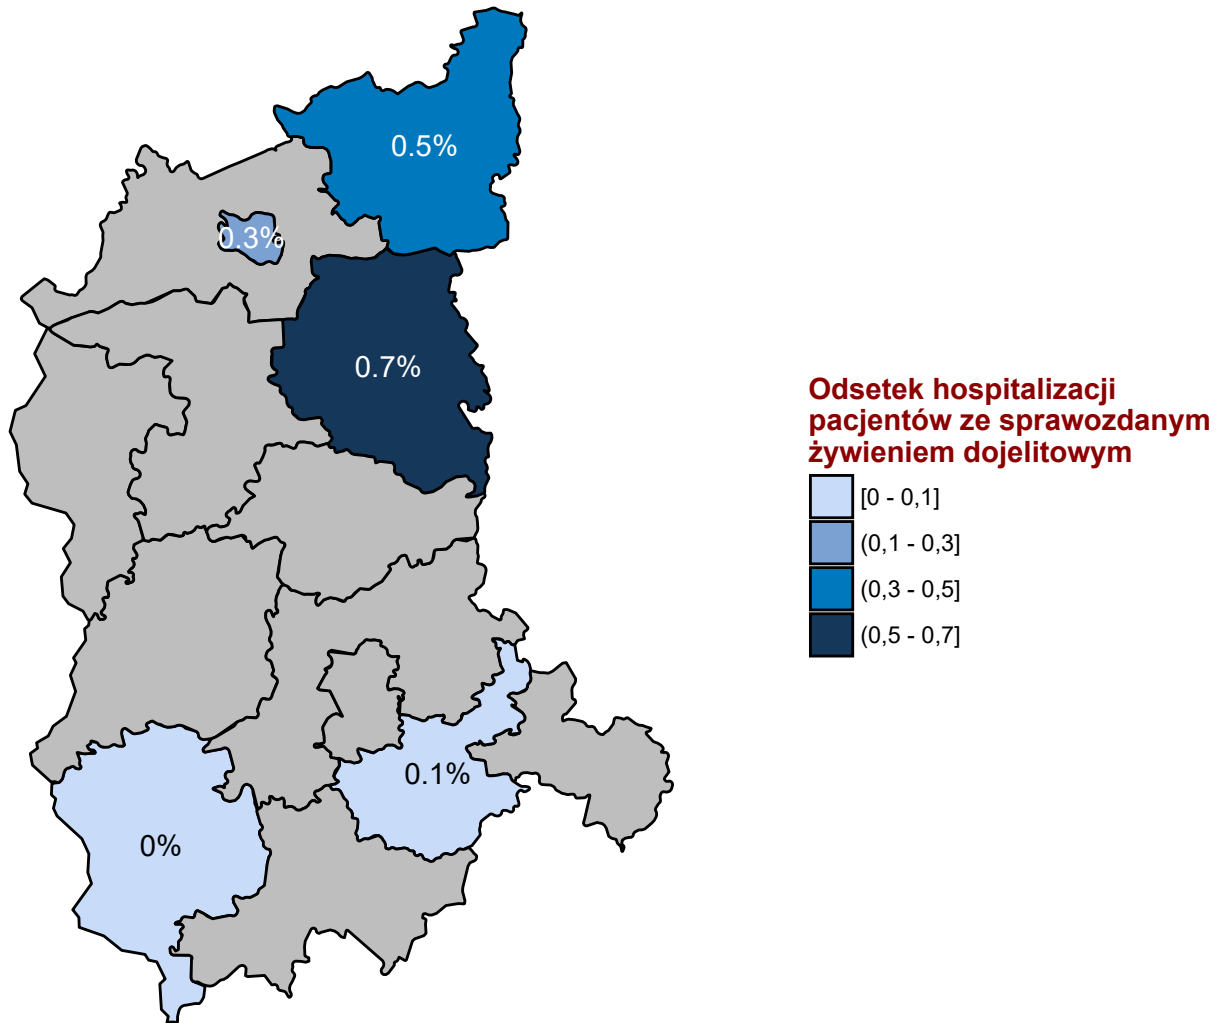 0.5%
0.3%
0.7%
0.1%
0%
Odsetek hospitalizacji
pacjentów ze sprawozdanym
żywieniem dojelitowym
[0 - 0,1]
(0,1 - 0,3]
(0,3 - 0,5]
(0,5 - 0,7]